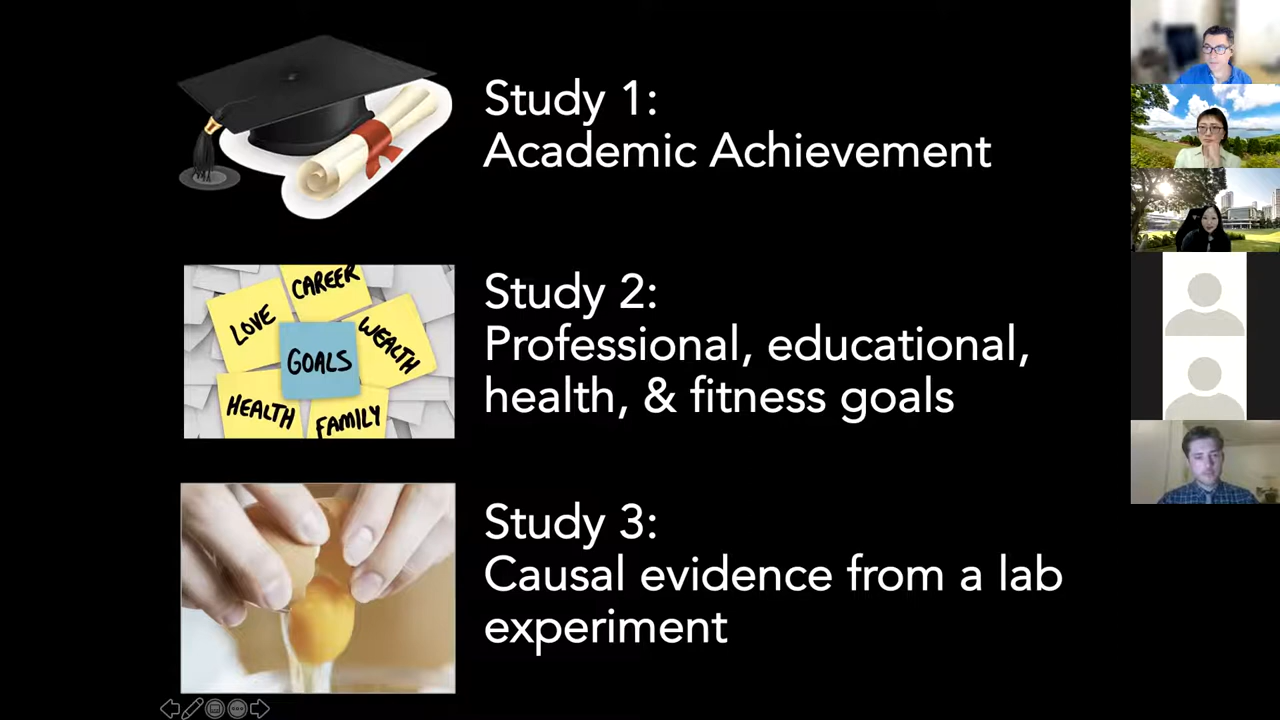 Study 1:
Academic Achievement
CAREER
LOVE
GOALS
WEALTH
HEALTH
FAMILY
Study 2:
Professional, educational,
health, & fitness goals
Study 3:
Causal evidence from a lab
experiment